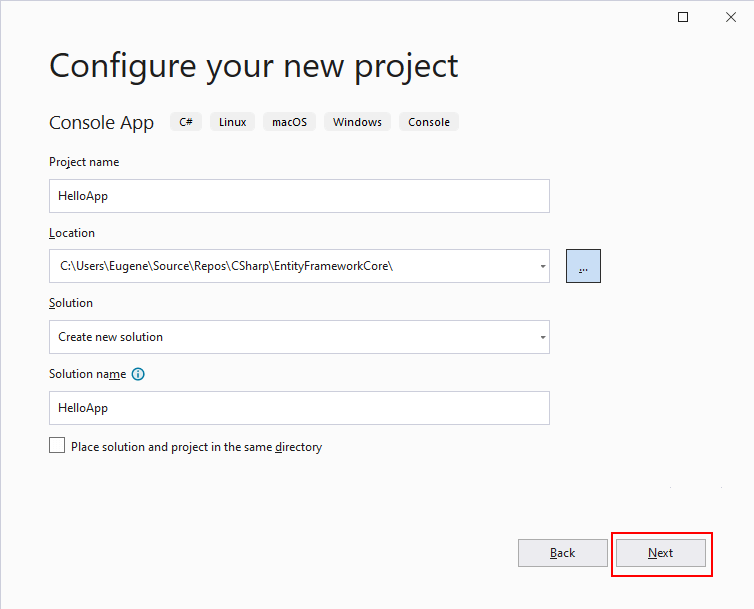 Configure your new project
Console App C# Linux macOS Windows Console
Project name
HelloApp
Location
C:\Users\Eugene\Source\Repos\CSharp\EntityFrameworkCore\
...
Solution
Create new solution
Solution name
HelloApp
Place solution and project in the same directory
Back Next